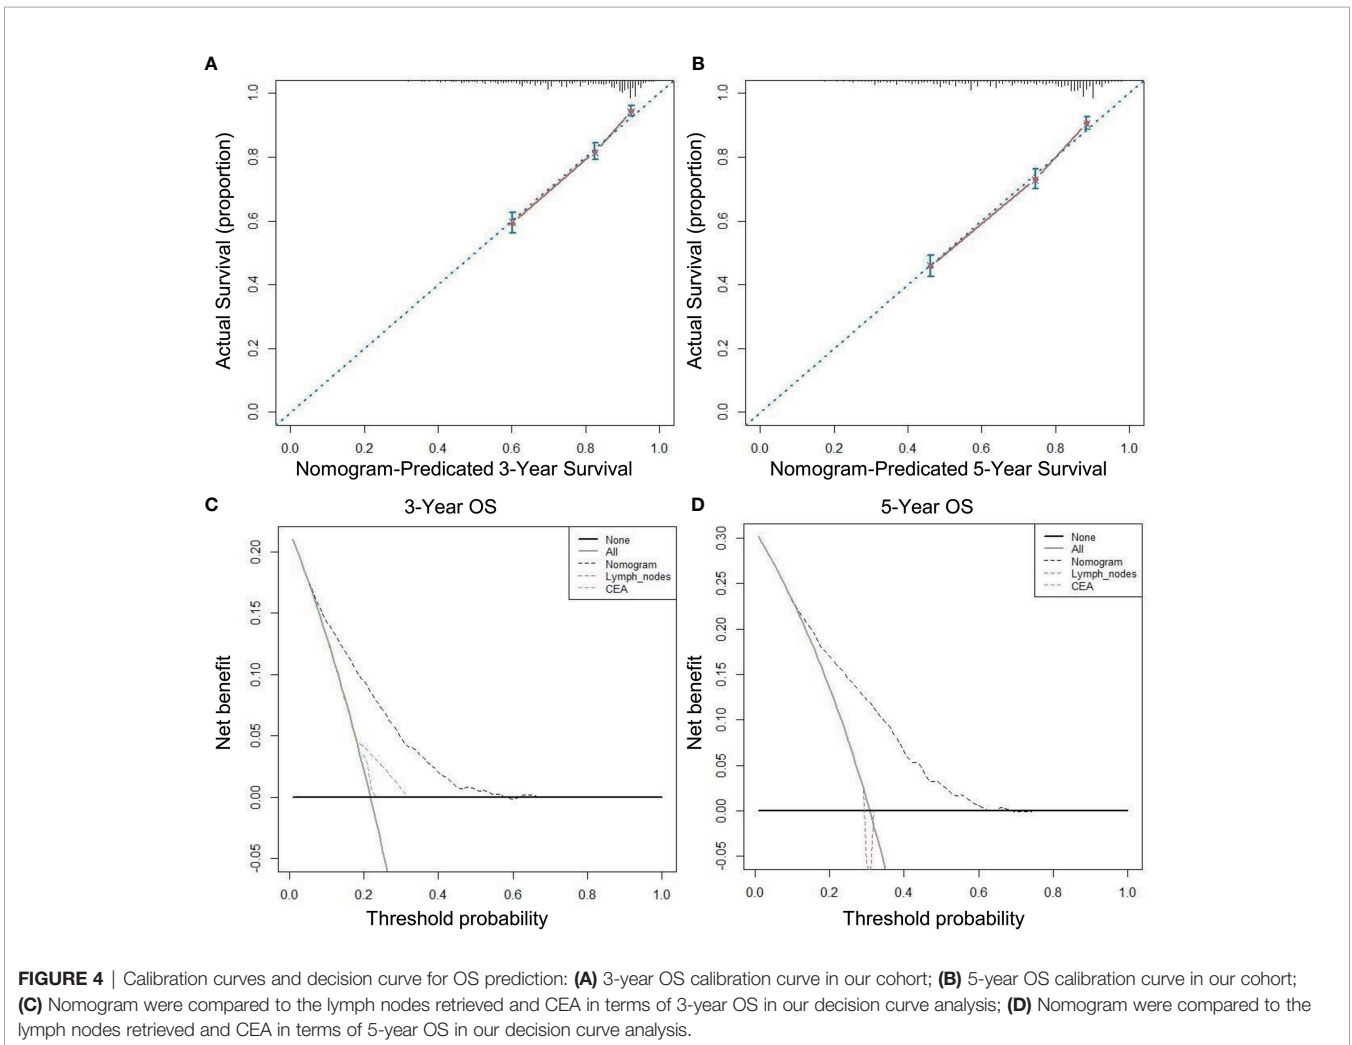 A
Actual Survival (proportion)
1.0
0.8
0.6
0.4
0.2
0.0
0.0 0.2 0.4 0.6 0.8 1.0
Nomogram-Predicated 3-Year Survival
B
Actual Survival (proportion)
1.0
0.8
0.6
0.4
0.2
0.0
0.0 0.2 0.4 0.6 0.8 1.0
Nomogram-Predicated 5-Year Survival
C
3-Year OS
None
All
Nomogram
Lymph_nodes
CEA
Net benefit
0.20
0.15
0.10
0.05
0.00
-0.05
0.0 0.2 0.4 0.6 0.8 1.0
Threshold probability
D
5-Year OS
None
All
Nomogram
Lymph_nodes
CEA
Net benefit
0.30
0.25
0.20
0.15
0.10
0.05
0.00
-0.05
0.0 0.2 0.4 0.6 0.8 1.0
Threshold probability
FIGURE 4 | Calibration curves and decision curve for OS prediction: (A) 3-year OS calibration curve in our cohort; (B) 5-year OS calibration curve in our cohort;
(C) Nomogram were compared to the lymph nodes retrieved and CEA in terms of 3-year OS in our decision curve analysis; (D) Nomogram were compared to the
lymph nodes retrieved and CEA in terms of 5-year OS in our decision curve analysis.